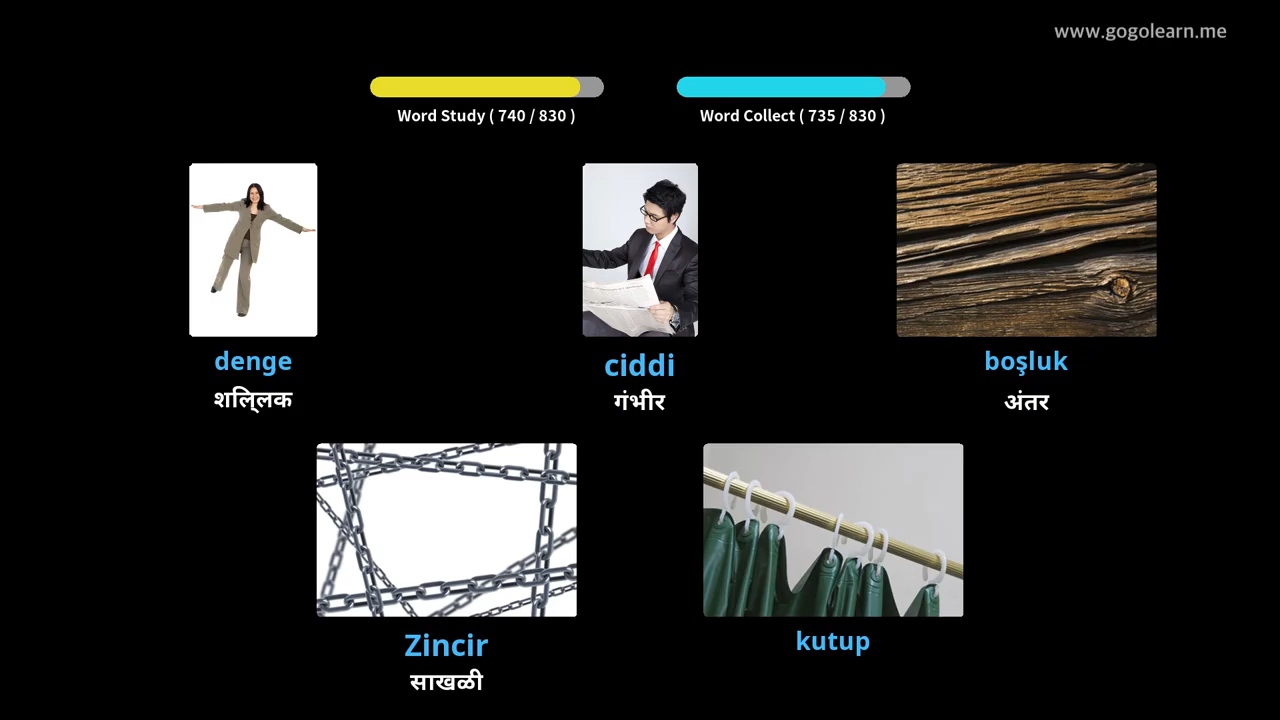 www.gogolearn.me
Word Study ( 740 / 830 )
Word Collect ( 735 / 830 )
denge
शल्लिक
ciddi
गंभीर
boşluk
अंतर
Zincir
साखळी
kutup